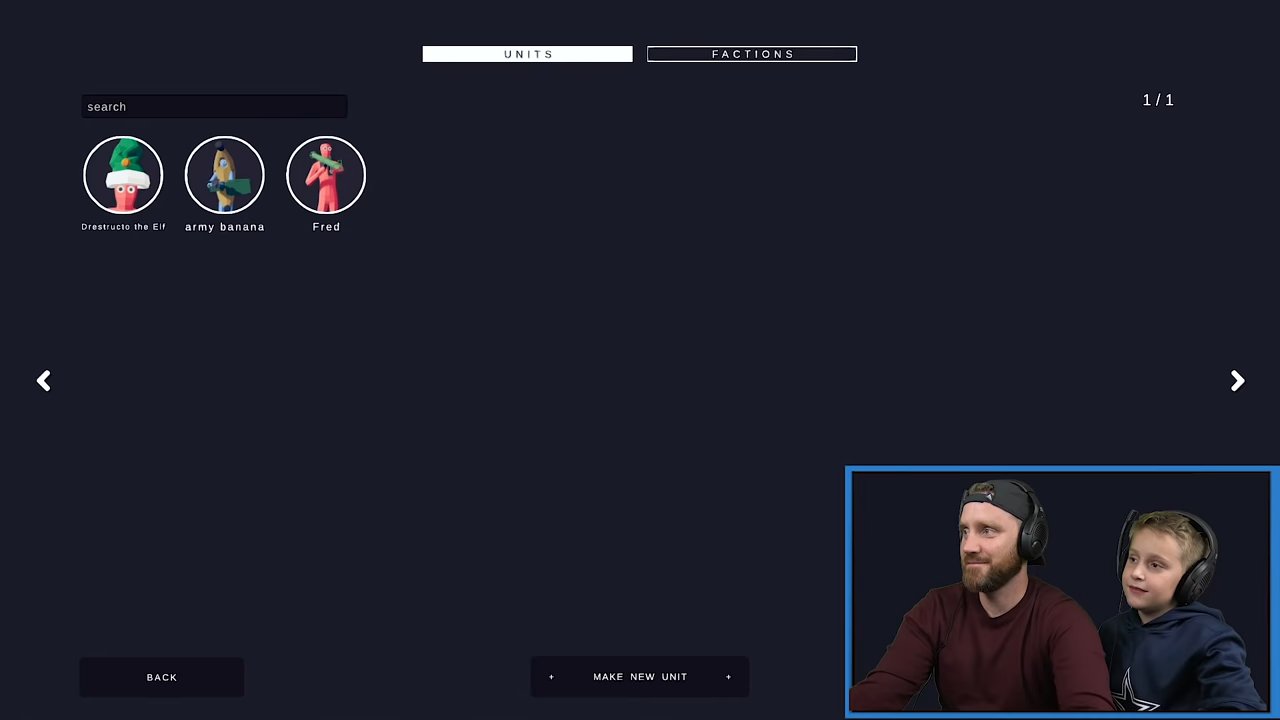 UNITS
FACTIONS
search
1 / 1
Drestructo the Elf
army banana
Fred
BACK
+ MAKE NEW UNIT +